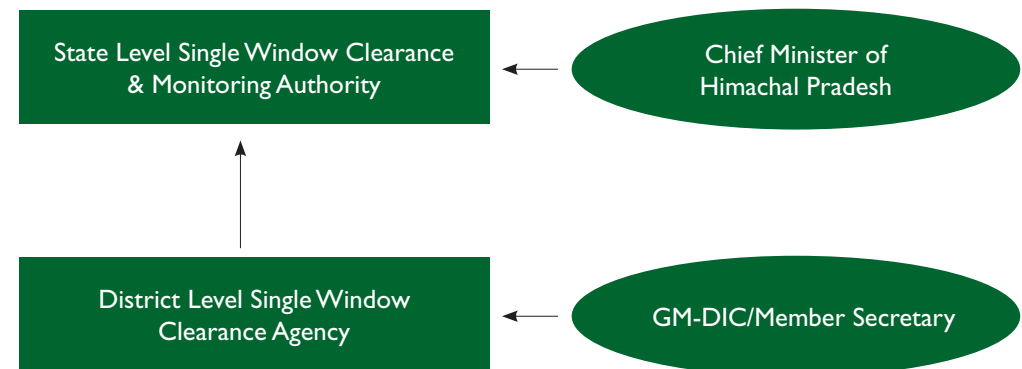 State Level Single Window Clearance
& Monitoring Authority
Chief Minister of
Himachal Pradesh
District Level Single Window
Clearance Agency
GM-DIC/Member Secretary